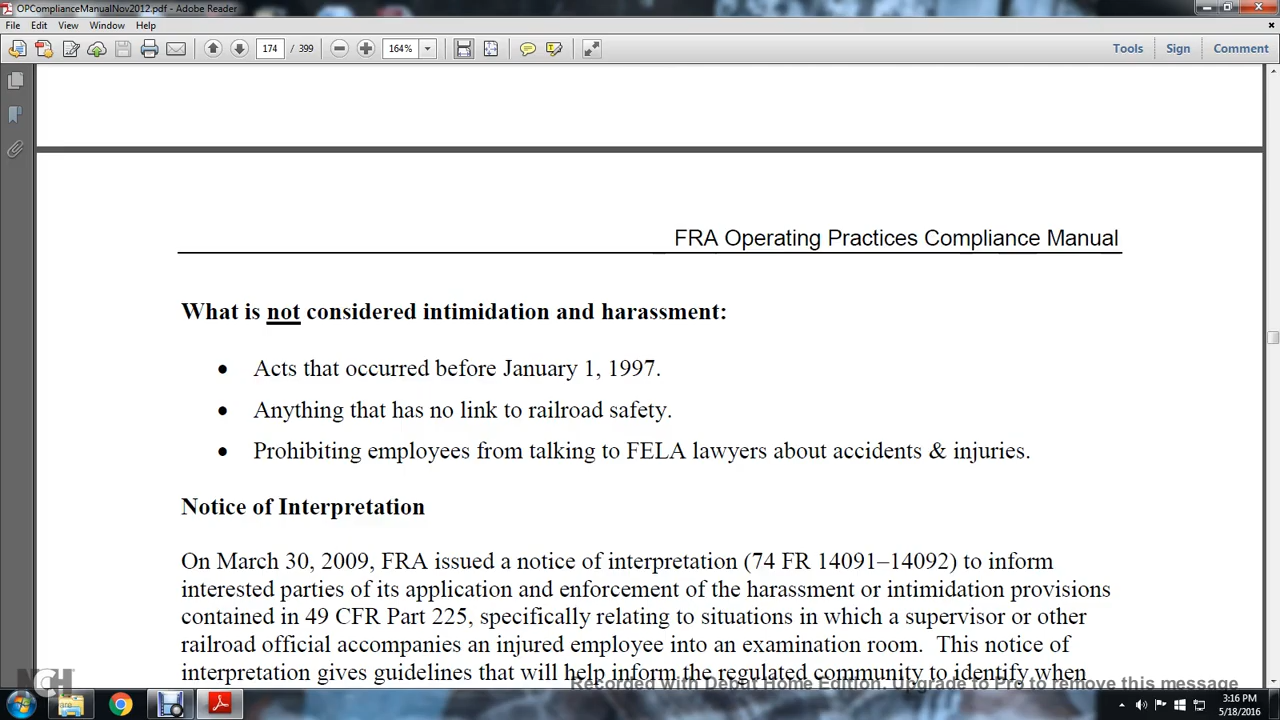 OPComplianceManualNov2012.pdf - Adobe Reader
File Edit View Window Help
174 / 399 164% Tools Sign Comment
FRA Operating Practices Compliance Manual
What is not considered intimidation and harassment:
• Acts that occurred before January 1, 1997.
• Anything that has no link to railroad safety.
• Prohibiting employees from talking to FELA lawyers about accidents & injuries.
Notice of Interpretation
On March 30, 2009, FRA issued a notice of interpretation (74 FR 14091–14092) to inform
interested parties of its application and enforcement of the harassment or intimidation provisions
contained in 49 CFR Part 225, specifically relating to situations in which a supervisor or other
railroad official accompanies an injured employee into an examination room. This notice of
interpretation gives guidelines that will help inform the regulated community to identify when
Recorded with Debut Home Edition. Upgrade to Pro to remove this message
NCH
3:16 PM
5/18/2016